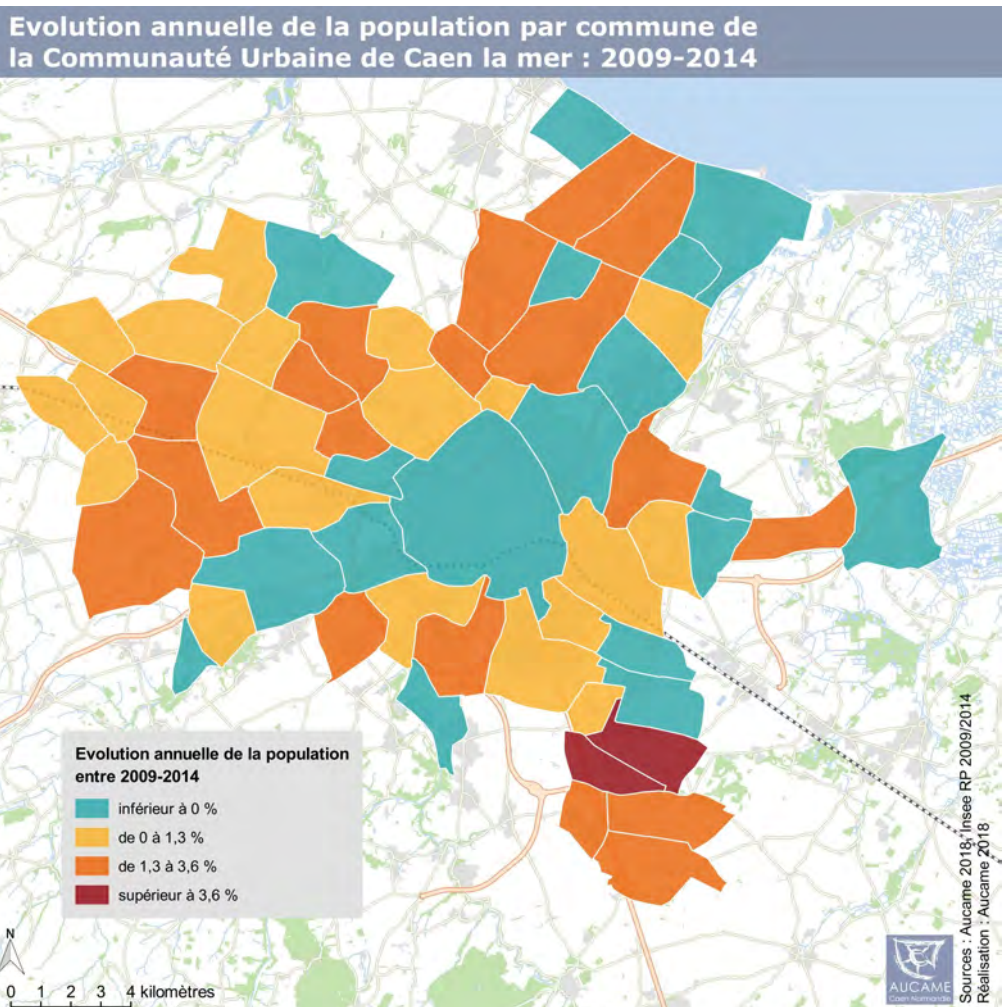 Evolution annuelle de la population par commune de
la Communauté Urbaine de Caen la mer : 2009-2014
Evolution annuelle de la population
entre 2009-2014
inférieur à 0 %
de 0 à 1,3 %
de 1,3 à 3,6 %
supérieur à 3,6 %
N
0 1 2 3 4 kilomètres
AUCAME
Caen Normandie
Sources : Aucame 2018, Insee RP 2009/2014
Réalisation : Aucame 2018